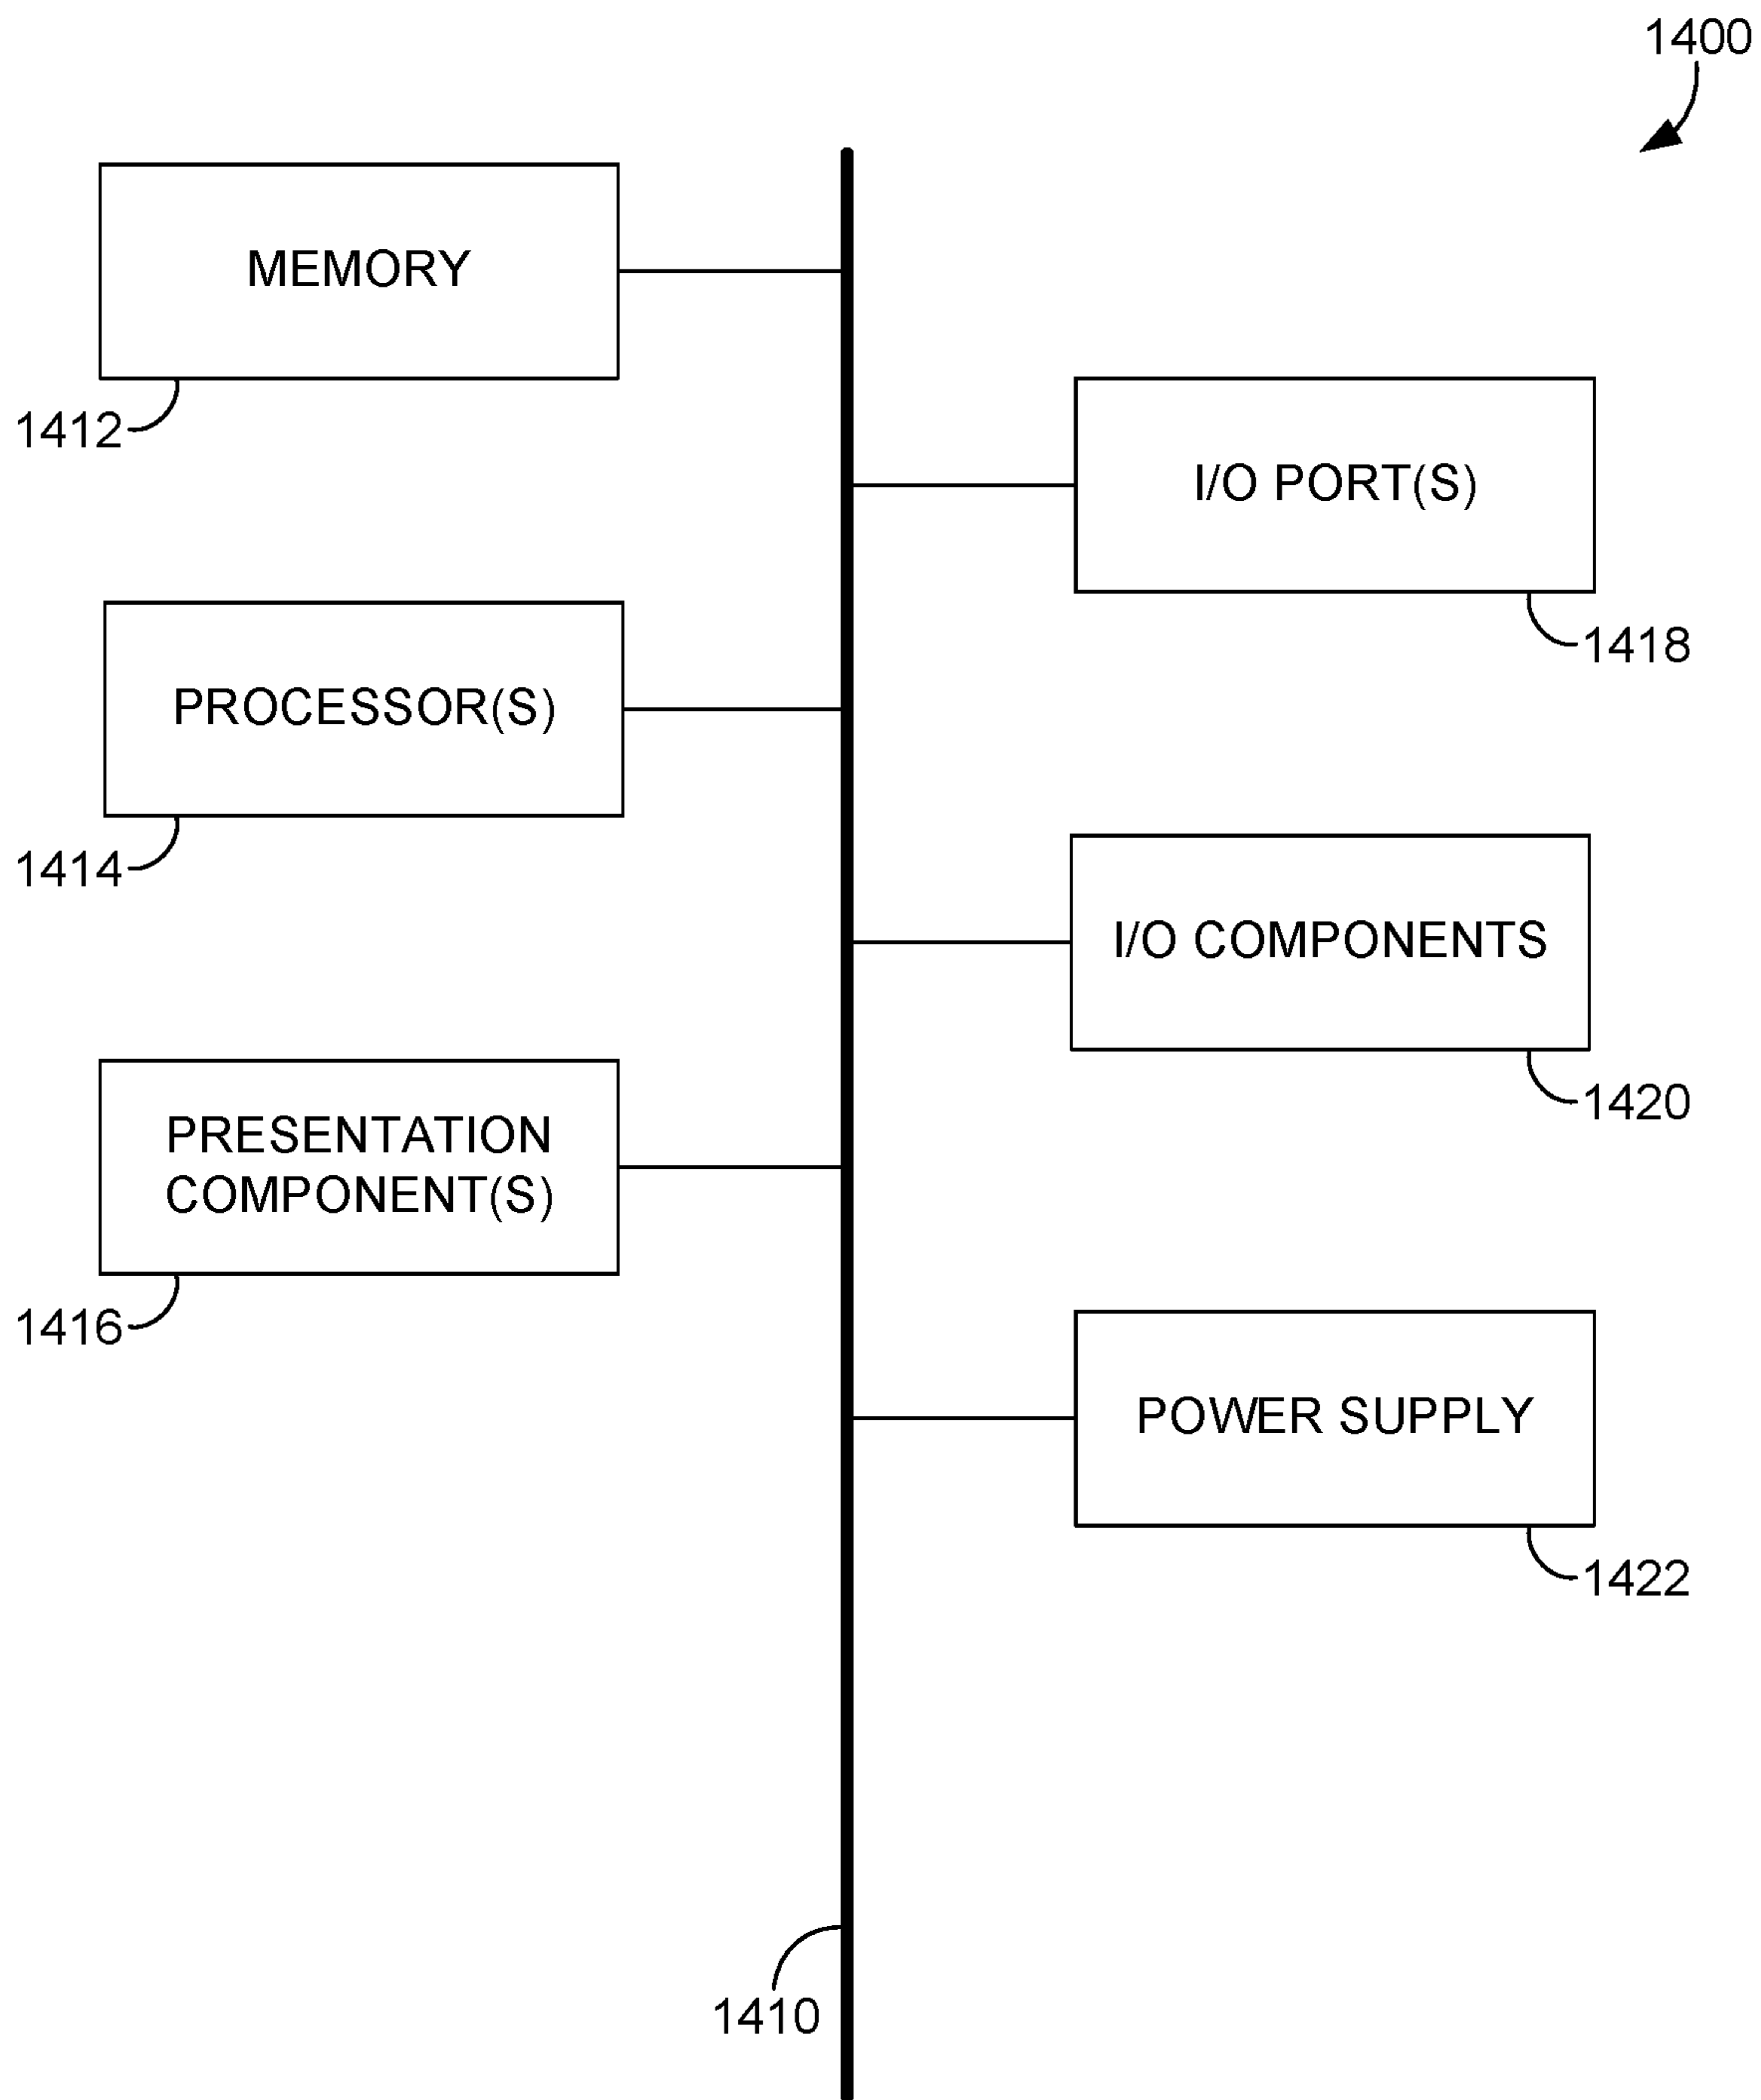 1400
MEMORY
1412
I/O PORT(S)
1418
PROCESSOR(S)
1414
I/O COMPONENTS
1420
PRESENTATION
COMPONENT(S)
1416
POWER SUPPLY
1422
1410